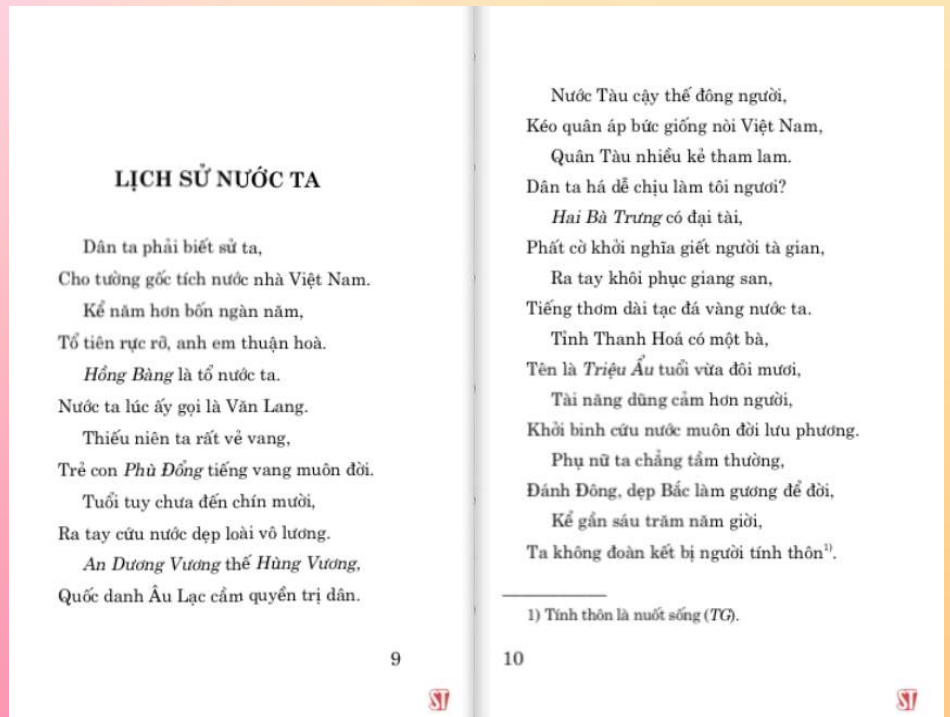 LỊCH SỬ NƯỚC TA
Dân ta phải biết sử ta,
Cho tường gốc tích nước nhà Việt Nam.
Kể năm hơn bốn ngàn năm,
Tổ tiên rực rỡ, anh em thuận hoà.
Hồng Bàng là tổ nước ta.
Nước ta lúc ấy gọi là Văn Lang.
Thiếu niên ta rất vẻ vang,
Trẻ con Phù Đổng tiếng vang muôn đời.
Tuổi tuy chưa đến chín mười,
Ra tay cứu nước dẹp loài vô lương.
An Dương Vương thế Hùng Vương,
Quốc danh Âu Lạc cầm quyền trị dân.
9
ST
Nước Tàu cậy thế đông người,
Kéo quân áp bức giống nòi Việt Nam,
Quân Tàu nhiều kẻ tham lam.
Dân ta há dễ chịu làm tôi ngươi?
Hai Bà Trưng có đại tài,
Phất cờ khởi nghĩa giết người tà gian,
Ra tay khôi phục giang san,
Tiếng thơm dài tạc đá vàng nước ta.
Tỉnh Thanh Hoá có một bà,
Tên là Triệu Ẩu tuổi vừa đôi mươi,
Tài năng dũng cảm hơn người,
Khởi binh cứu nước muôn đời lưu phương.
Phụ nữ ta chẳng tầm thường,
Đánh Đông, dẹp Bắc làm gương để đời,
Kể gần sáu trăm năm giời,
Ta không đoàn kết bị người tính thôn¹⁾.
1) Tính thôn là nuốt sống (TG).
10
ST